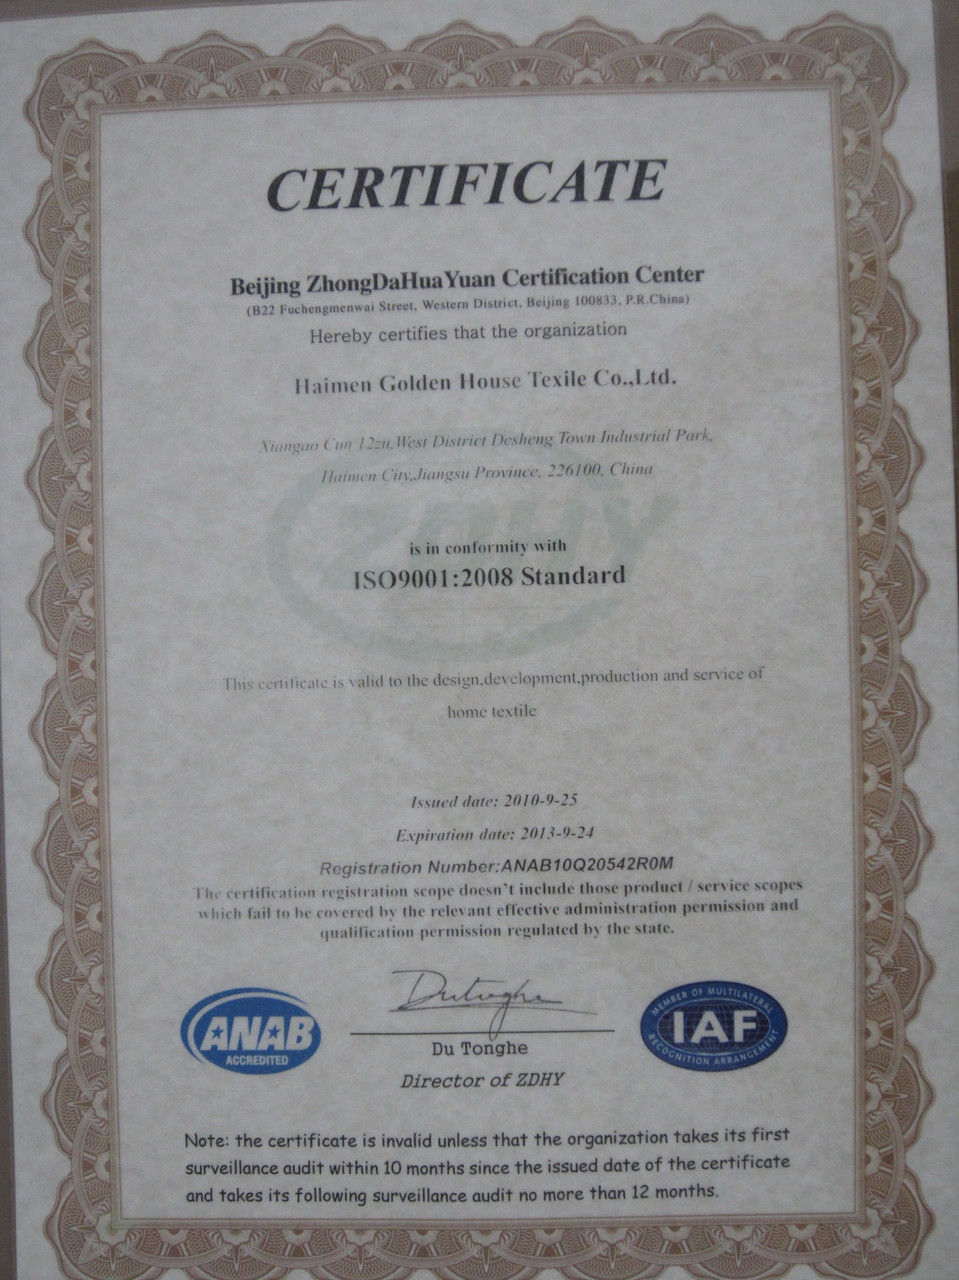 CERTIFICATE
Beijing ZhongDaHuaYuan Certification Center
(B22 Fuchengmenwai Street, Western District, Beijing 100833, P.R.China)
Hereby certifies that the organization
Haimen Golden House Texile Co.,Ltd.
Xiangao Cun 12zu,West District Desheng Town Industrial Park,
Haimen City,Jiangsu Province, 226100, China
ZDHY
is in conformity with
ISO9001:2008 Standard
This certificate is valid to the design,development,production and service of
home textile
Issued date: 2010-9-25
Expiration date: 2013-9-24
Registration Number:ANAB10Q20542R0M
The certification registration scope doesn't include those product / service scopes
which fail to be covered by the relevant effective administration permission and
qualification permission regulated by the state.
Dutonghe
ANAB
ACCREDITED
MEMBER OF MULTILATERAL
IAF
RECOGNITION ARRANGEMENT
Du Tonghe
Director of ZDHY
Note: the certificate is invalid unless that the organization takes its first
surveillance audit within 10 months since the issued date of the certificate
and takes its following surveillance audit no more than 12 months.